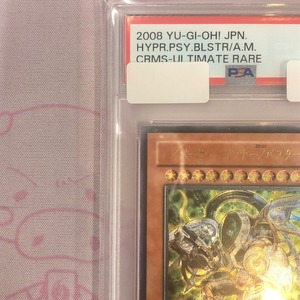 2008 YU-GI-OH! JPN.
HYPR.PSY.BLSTR/A.M.
CRMS-ULTIMATE RARE
PSA